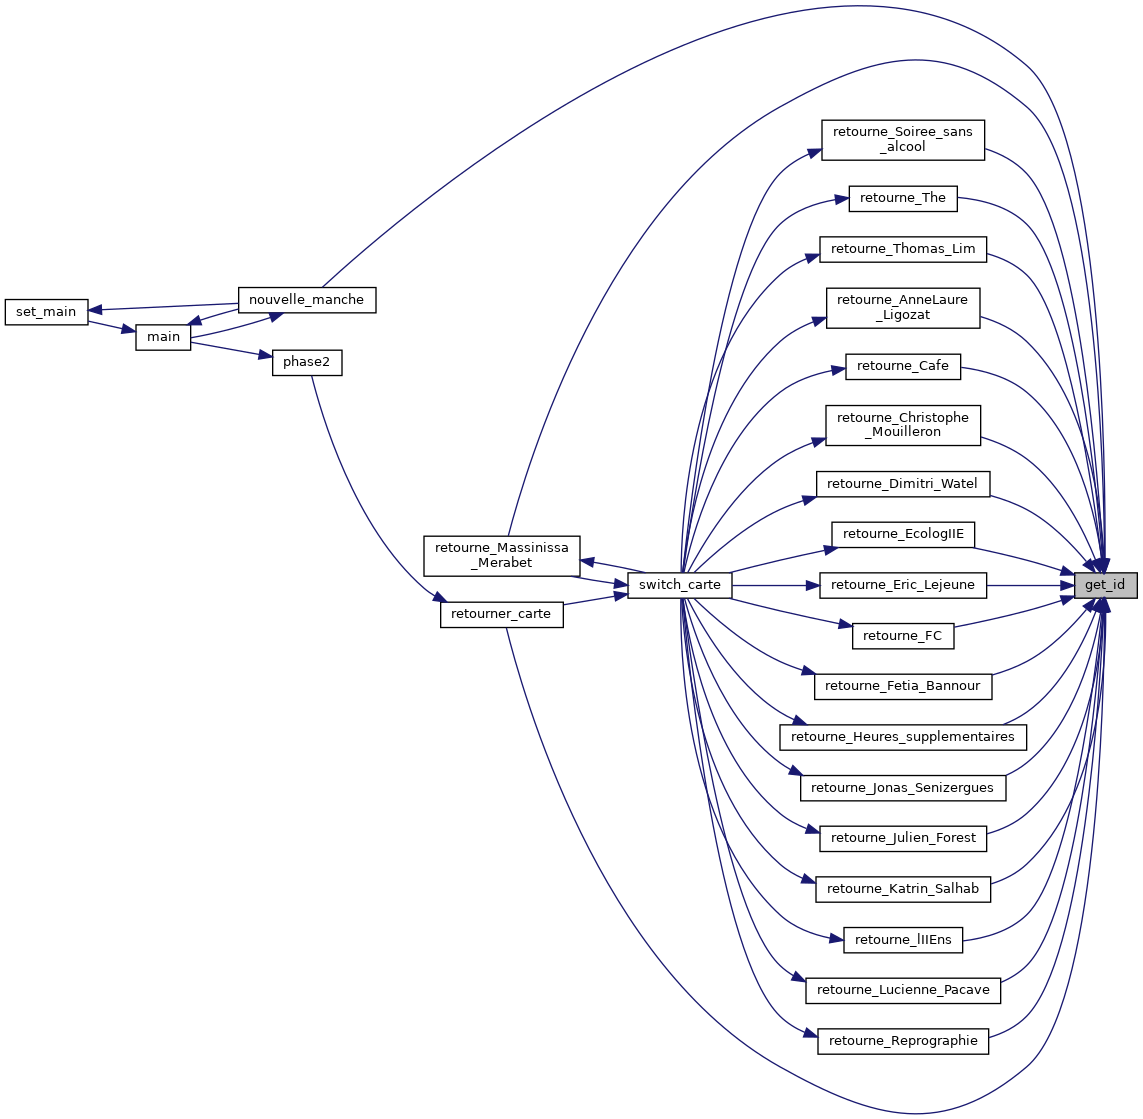 retourne_Soiree_sans
_alcool
retourne_The
retourne_Thomas_Lim
nouvelle_manche
set_main
main
phase2
retourne_AnneLaure
_Ligozat
retourne_Cafe
retourne_Christophe
_Mouilleron
retourne_Dimitri_Watel
retourne_EcologIIE
retourne_Massinissa
_Merabet
switch_carte
retourne_Eric_Lejeune
get_id
retourner_carte
retourne_FC
retourne_Fetia_Bannour
retourne_Heures_supplementaires
retourne_Jonas_Senizergues
retourne_Julien_Forest
retourne_Katrin_Salhab
retourne_lIIEns
retourne_Lucienne_Pacave
retourne_Reprographie